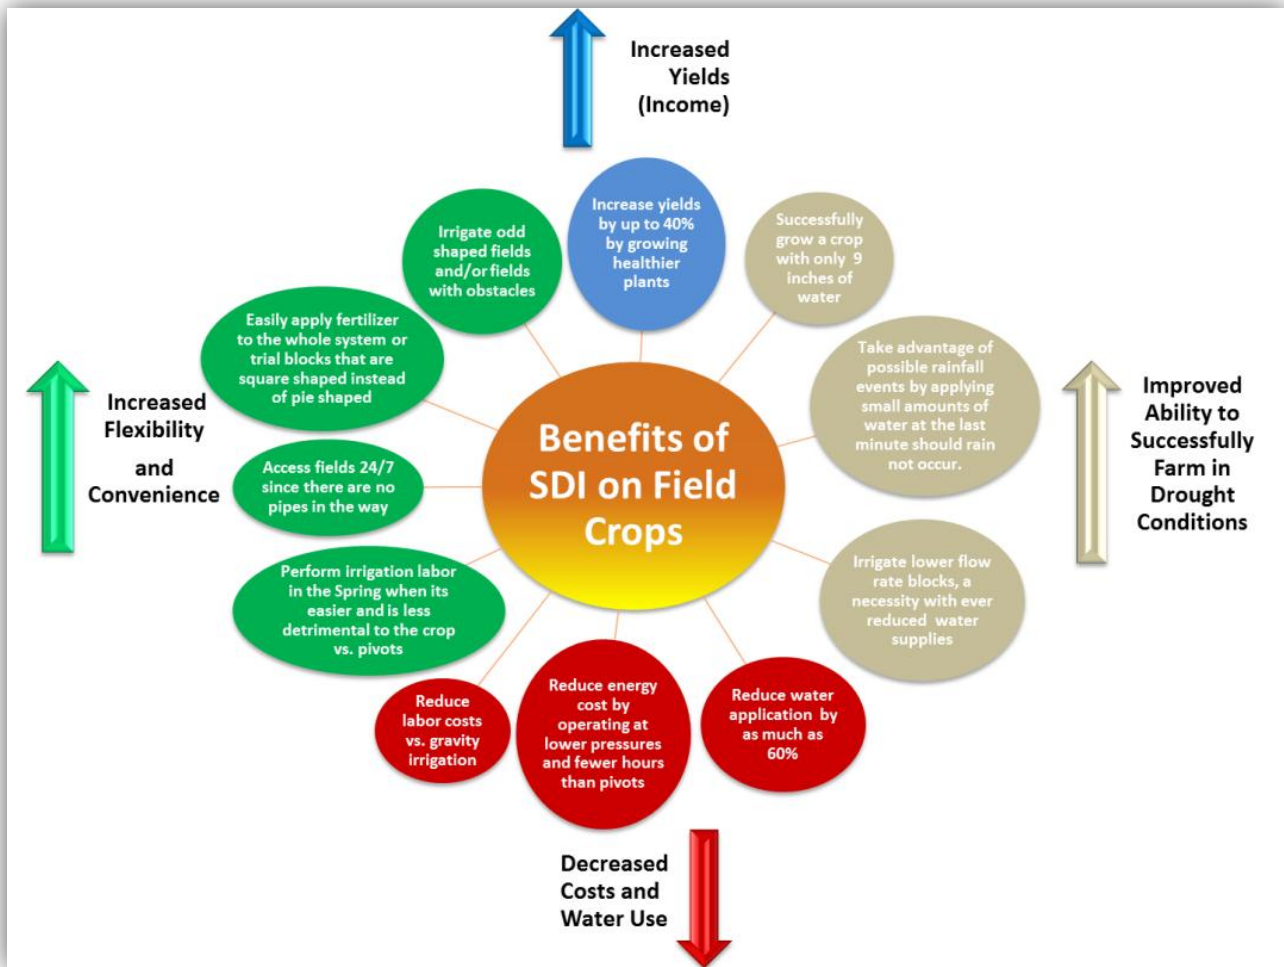 Increased
Yields
(Income)
Increase yields
by up to 40%
by growing
healthier
plants
Successfully
grow a crop
with only 9
inches of
water
Take advantage of
possible rainfall
events by applying
small amounts of
water at the last
minute should rain
not occur.
Irrigate lower flow
rate blocks, a
necessity with ever
reduced water
supplies
Improved
Ability to
Successfully
Farm in
Drought
Conditions
Reduce water
application by
as much as
60%
Reduce energy
cost by
operating at
lower pressures
and fewer hours
than pivots
Reduce
labor costs
vs. gravity
irrigation
Decreased
Costs and
Water Use
Perform irrigation labor
in the Spring when its
easier and is less
detrimental to the crop
vs. pivots
Access fields 24/7
since there are no
pipes in the way
Easily apply fertilizer
to the whole system or
trial blocks that are
square shaped instead
of pie shaped
Irrigate odd
shaped fields
and/or fields
with obstacles
Increased
Flexibility
and
Convenience
Benefits of
SDI on Field
Crops